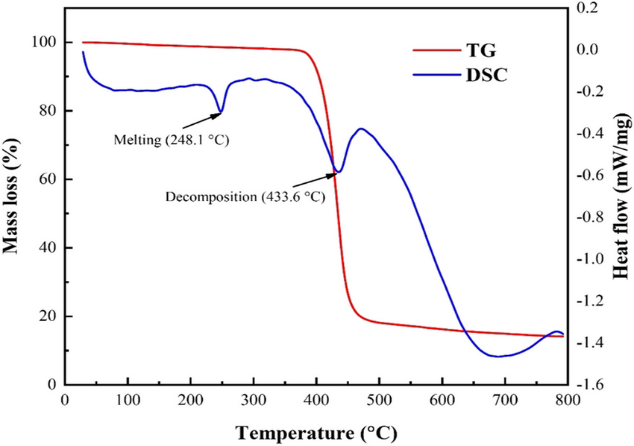 TG
DSC
Melting (248.1 °C)
Decomposition (433.6 °C)
Mass loss (%)
100
80
60
40
20
0
Heat flow (mW/mg)
0.2
0.0
-0.2
-0.4
-0.6
-0.8
-1.0
-1.2
-1.4
-1.6
0 100 200 300 400 500 600 700 800
Temperature (°C)